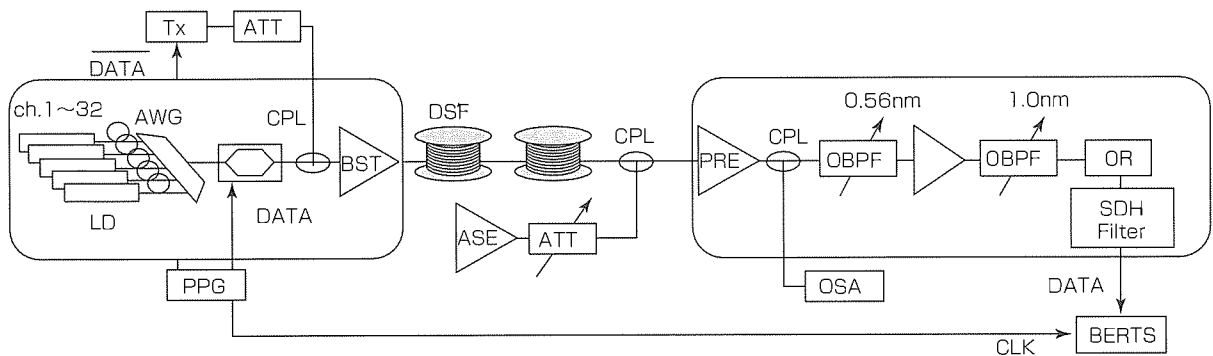 Tx
ATT
DATA
ch.1～32
AWG
CPL
BST
LD
DATA
PPG
DSF
CPL
ASE
ATT
PRE
CPL
0.56nm
OBPF
1.0nm
OBPF
OR
SDH
Filter
OSA
DATA
CLK
BERTS